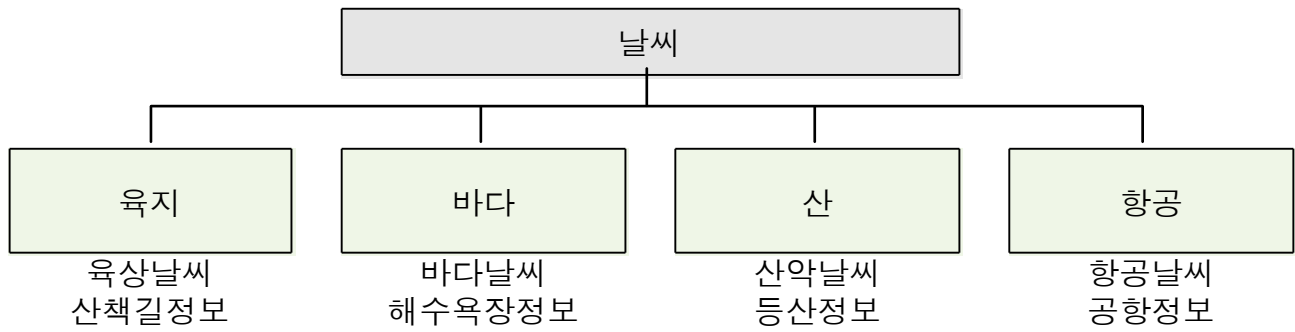 날씨
육지
바다
산
항공
육상날씨
바다날씨
산악날씨
항공날씨
산책길정보
해수욕장정보
등산정보
공항정보